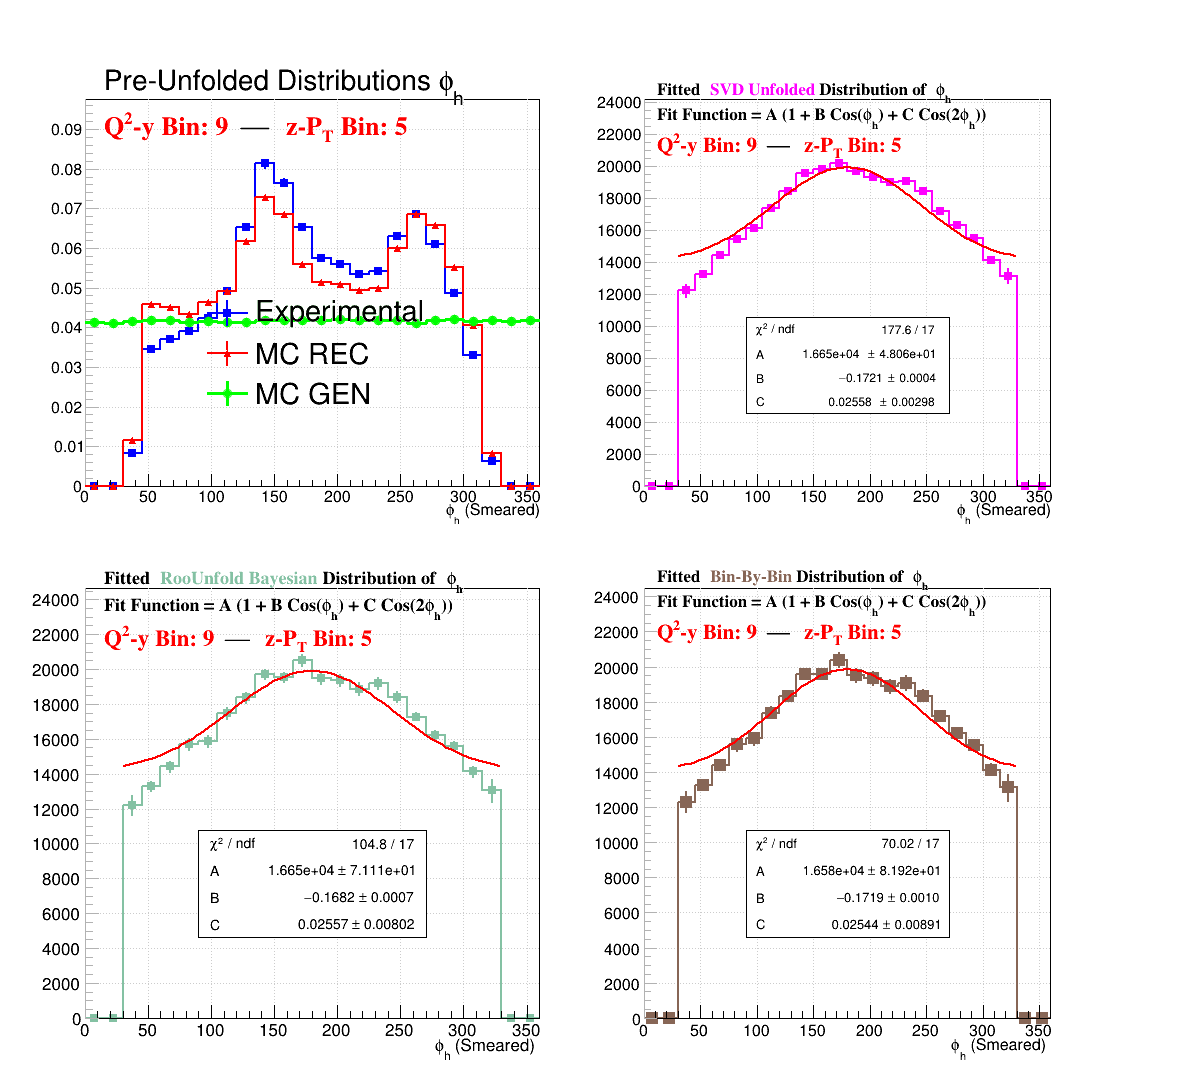 Pre-Unfolded Distributions ϕh
Q²-y Bin: 9 — z-PT Bin: 5
0.09
0.08
0.07
0.06
0.05
0.04
0.03
0.02
0.01
0
Experimental
MC REC
MC GEN
0 50 100 150 200 250 300 350
ϕh (Smeared)
Fitted SVD Unfolded Distribution of ϕh
Fit Function = A (1 + B Cos(ϕh) + C Cos(2ϕh))
Q²-y Bin: 9 — z-PT Bin: 5
24000
22000
20000
18000
16000
14000
12000
10000
8000
6000
4000
2000
0
χ² / ndf 177.6 / 17
A 1.665e+04 ± 4.806e+01
B −0.1721 ± 0.0004
C 0.02558 ± 0.00298
0 50 100 150 200 250 300 350
ϕh (Smeared)
Fitted RooUnfold Bayesian Distribution of ϕh
Fit Function = A (1 + B Cos(ϕh) + C Cos(2ϕh))
Q²-y Bin: 9 — z-PT Bin: 5
24000
22000
20000
18000
16000
14000
12000
10000
8000
6000
4000
2000
0
χ² / ndf 104.8 / 17
A 1.665e+04 ± 7.111e+01
B −0.1682 ± 0.0007
C 0.02557 ± 0.00802
0 50 100 150 200 250 300 350
ϕh (Smeared)
Fitted Bin-By-Bin Distribution of ϕh
Fit Function = A (1 + B Cos(ϕh) + C Cos(2ϕh))
Q²-y Bin: 9 — z-PT Bin: 5
24000
22000
20000
18000
16000
14000
12000
10000
8000
6000
4000
2000
0
χ² / ndf 70.02 / 17
A 1.658e+04 ± 8.192e+01
B −0.1719 ± 0.0010
C 0.02544 ± 0.00891
0 50 100 150 200 250 300 350
ϕh (Smeared)